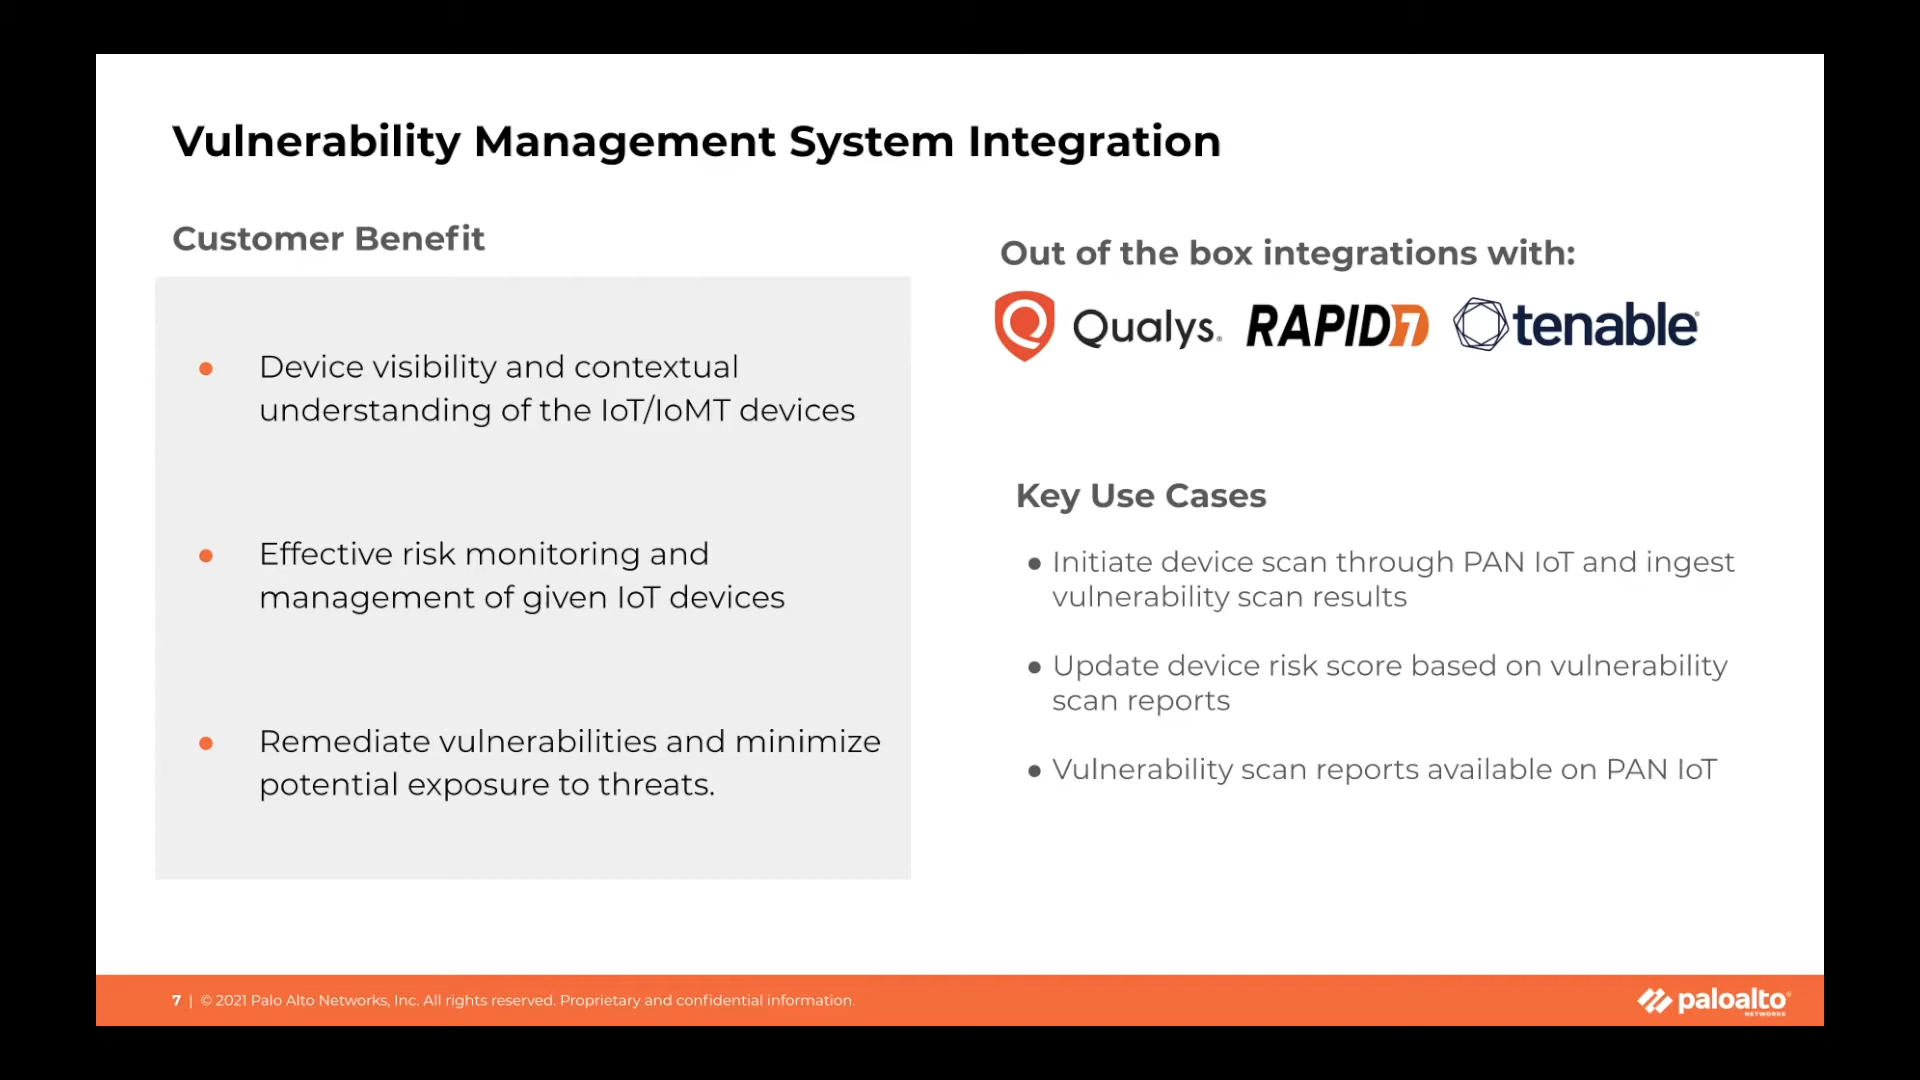 Vulnerability Management System Integration
Customer Benefit
● Device visibility and contextual
understanding of the IoT/IoMT devices
● Effective risk monitoring and
management of given IoT devices
● Remediate vulnerabilities and minimize
potential exposure to threats.
Out of the box integrations with:
Qualys. RAPID7 tenable
Key Use Cases
● Initiate device scan through PAN IoT and ingest
vulnerability scan results
● Update device risk score based on vulnerability
scan reports
● Vulnerability scan reports available on PAN IoT
7 | © 2021 Palo Alto Networks, Inc. All rights reserved. Proprietary and confidential information.
paloalto
NETWORKS